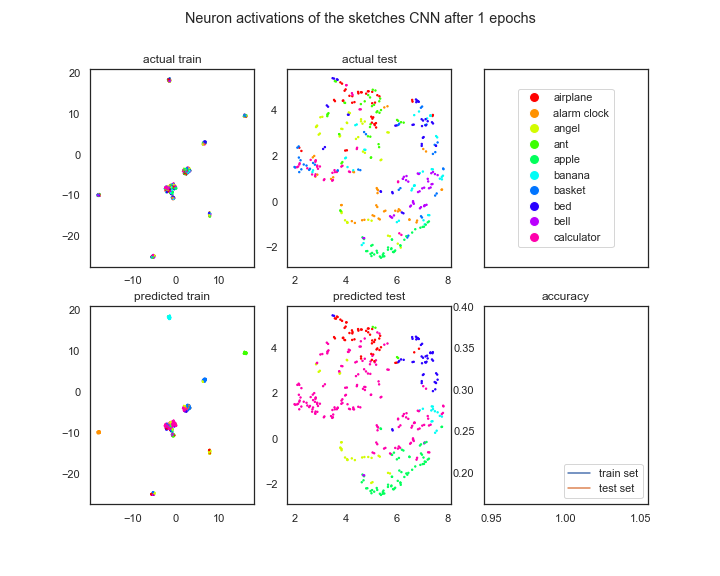 Neuron activations of the sketches CNN after 1 epochs
actual train
20
10
0
−10
−20
−10
0
10
actual test
4
2
0
−2
2
4
6
8
airplane
alarm clock
angel
ant
apple
banana
basket
bed
bell
calculator
predicted train
20
10
0
−10
−20
−10
0
10
predicted test
4
2
0
−2
2
4
6
8
accuracy
0.40
0.35
0.30
0.25
0.20
0.95
1.00
1.05
train set
test set